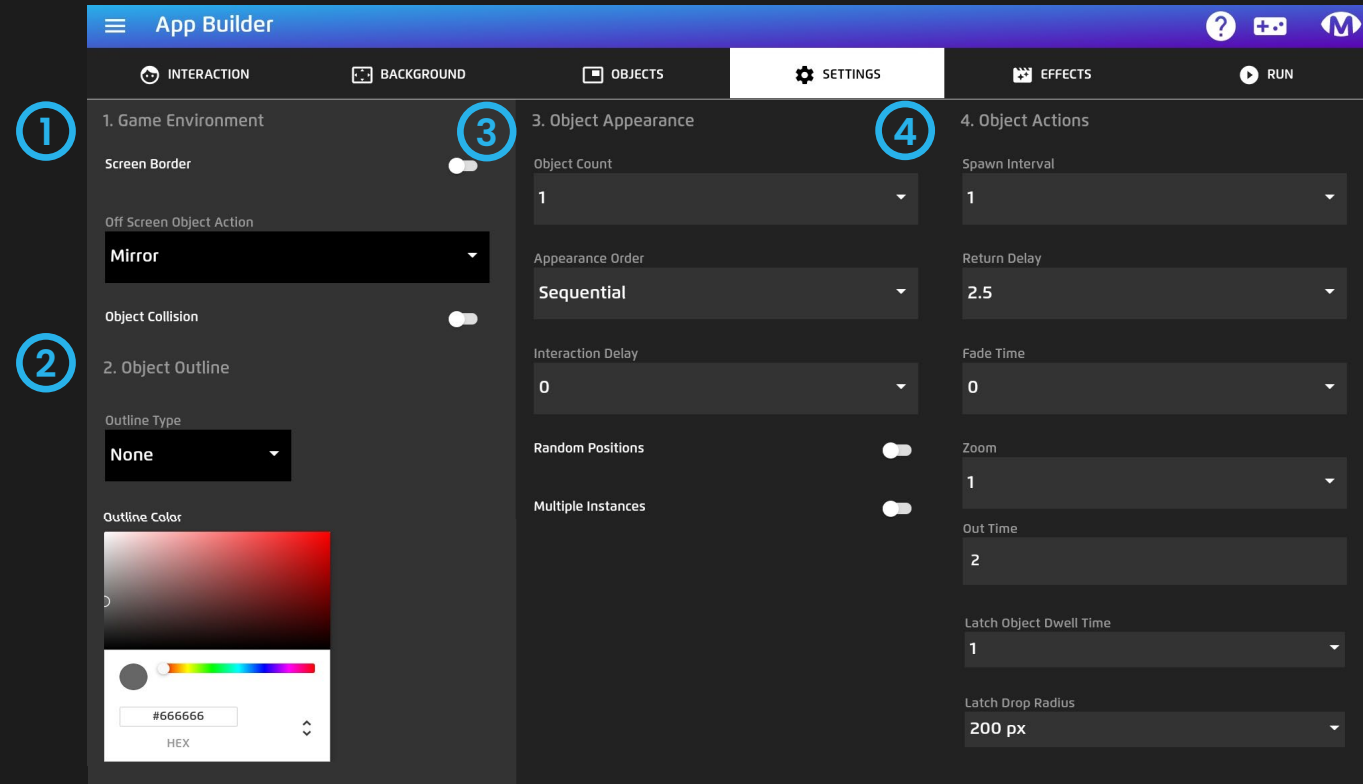 App Builder
? M
INTERACTION
BACKGROUND
OBJECTS
SETTINGS
EFFECTS
RUN
1
1. Game Environment
Screen Border
Off Screen Object Action
Mirror
Object Collision
2
2. Object Outline
Outline Type
None
Outline Color
#666666
HEX
3
3. Object Appearance
Object Count
1
Appearance Order
Sequential
Interaction Delay
0
Random Positions
Multiple Instances
4
4. Object Actions
Spawn Interval
1
Return Delay
2.5
Fade Time
0
Zoom
1
Out Time
2
Latch Object Dwell Time
1
Latch Drop Radius
200 px